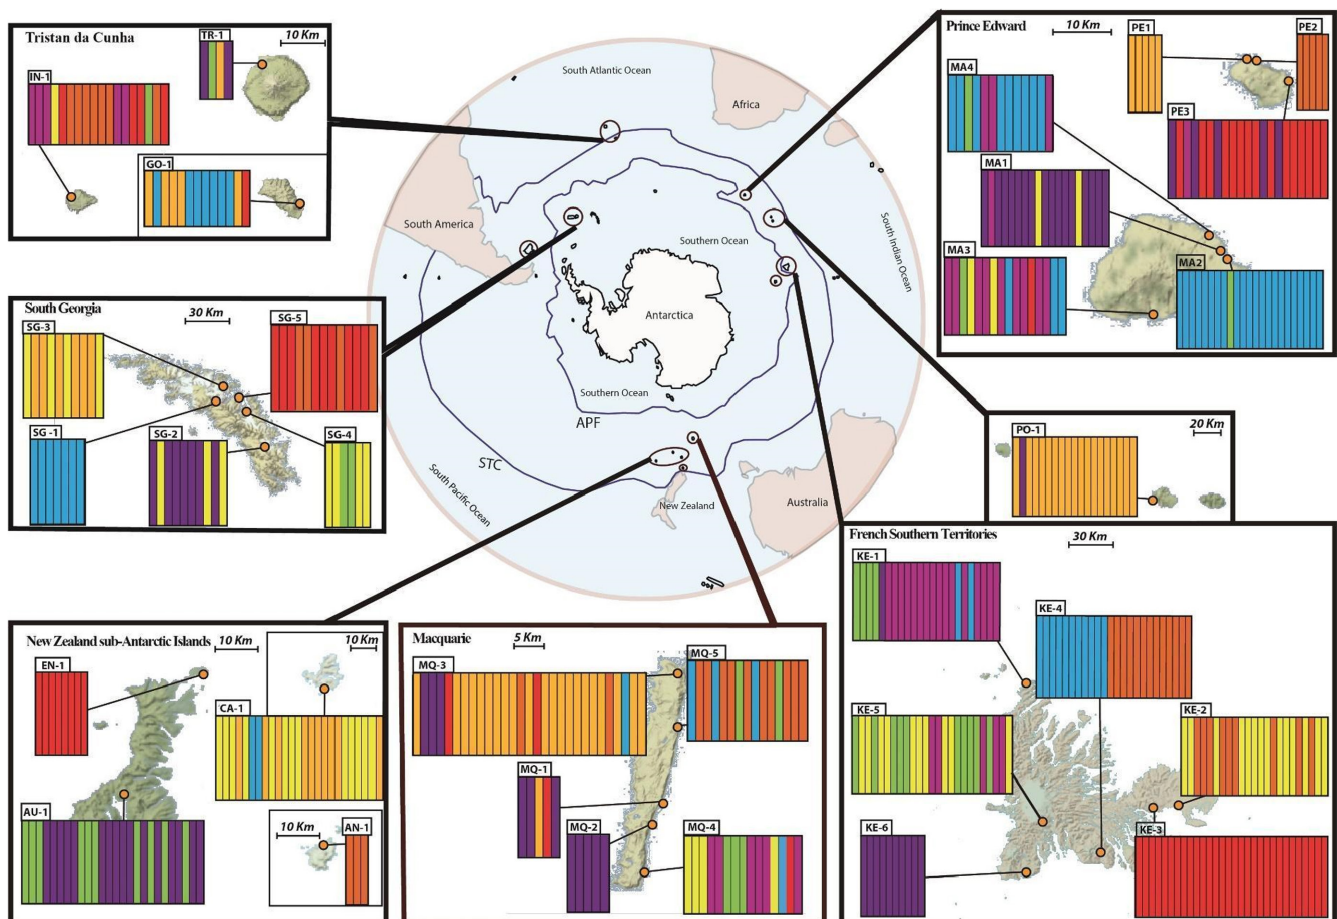 Tristan da Cunha
TR-1
10 Km
IN-1
GO-1
South Georgia
30 Km
SG-3
SG-5
SG-1
SG-2
SG-4
South Atlantic Ocean
Africa
South America
Southern Ocean
South Indian Ocean
Antarctica
Southern Ocean
APF
STC
South Pacific Ocean
New Zealand
Australia
Prince Edward
10 Km
PE1
PE2
MA4
PE3
MA1
MA3
MA2
PO-1
20 Km
New Zealand sub-Antarctic Islands
10 Km
10 Km
EN-1
CA-1
AU-1
10 Km
AN-1
Macquarie
5 Km
MQ-3
MQ-5
MQ-1
MQ-2
MQ-4
French Southern Territories
30 Km
KE-1
KE-4
KE-5
KE-2
KE-6
KE-3